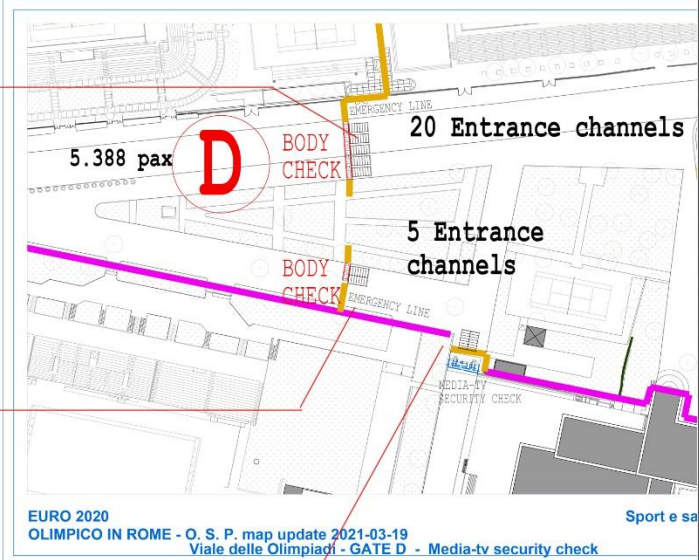 EMERGENCY LINE
20 Entrance channels
BODY
CHECK
5.388 pax
D
5 Entrance
channels
BODY
CHECK
EMERGENCY LINE
MEDIA-TV
SECURITY CHECK
EURO 2020
Sport e sa
OLIMPICO IN ROME - O. S. P. map update 2021-03-19
Viale delle Olimpiadi - GATE D - Media-tv security check